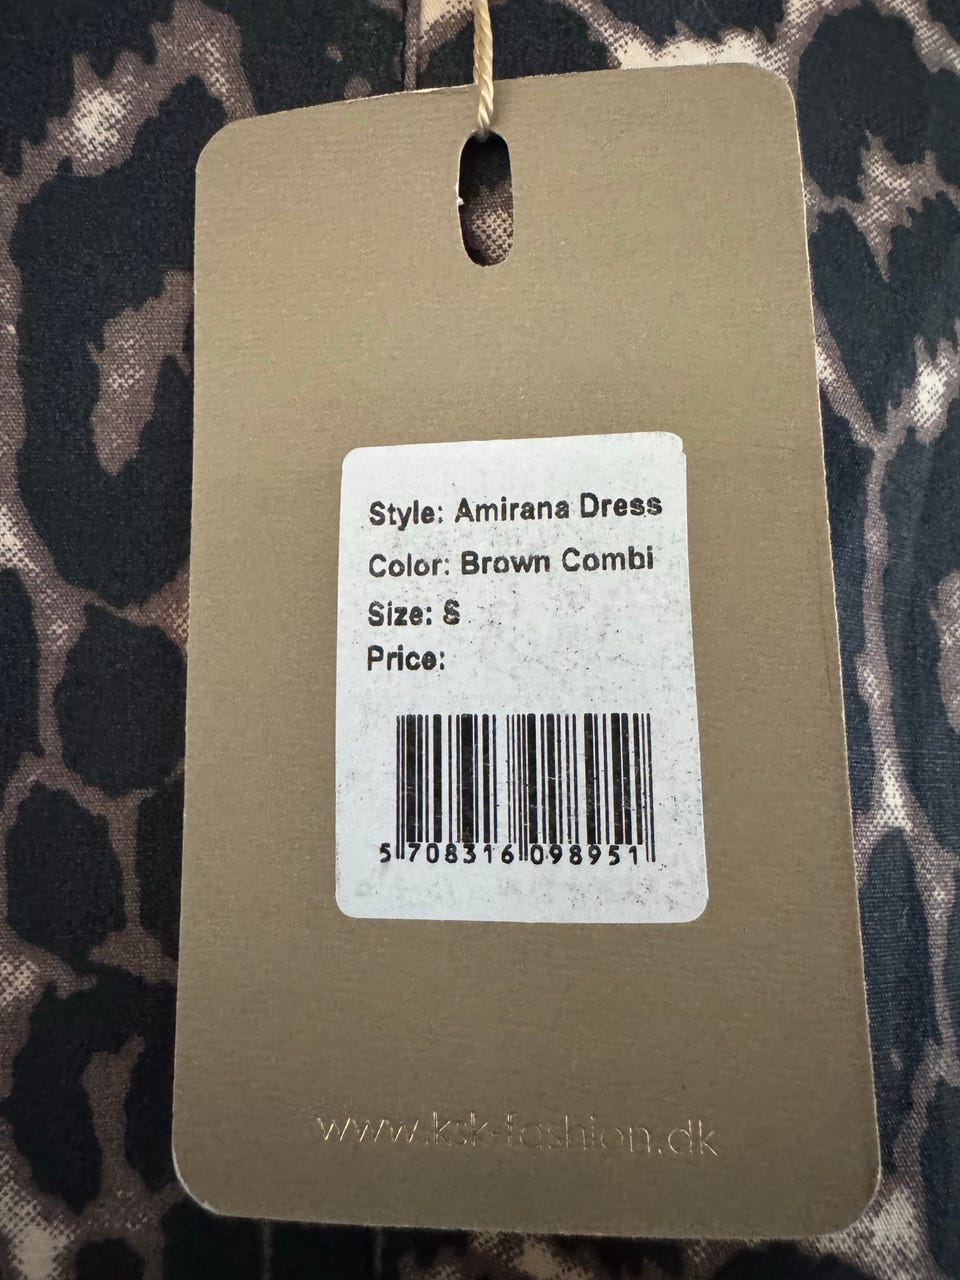 Style: Amirana Dress
Color: Brown Combi
Size: S
Price:
5 708316 098951
www.ksk-fashion.dk